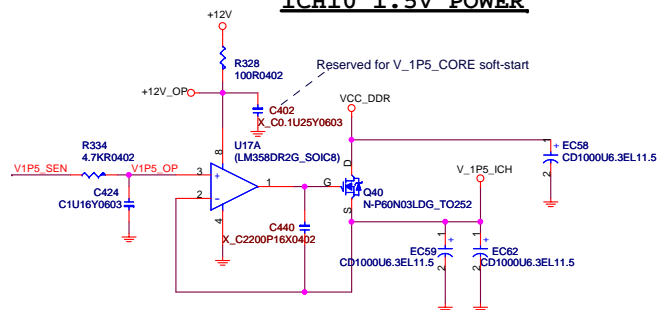 ICH10 1.5V POWER
+12V
R328
100R0402
Reserved for V_1P5_CORE soft-start
+12V_OP
VCC_DDR
C402
X_C0.1U25Y0603
U17A
(LM358DR2G_SOIC8)
R334
4.7KR0402
V1P5_SEN
V1P5_OP
8
3
2
1
4
+
-
C424
C1U16Y0603
C440
X_C2200P16X0402
D
G
S
Q40
N-P60N03LDG_TO252
V_1P5_ICH
1
+
2
EC58
CD1000U6.3EL11.5
1
+
2
EC59
CD1000U6.3EL11.5
1
+
2
EC62
CD1000U6.3EL11.5